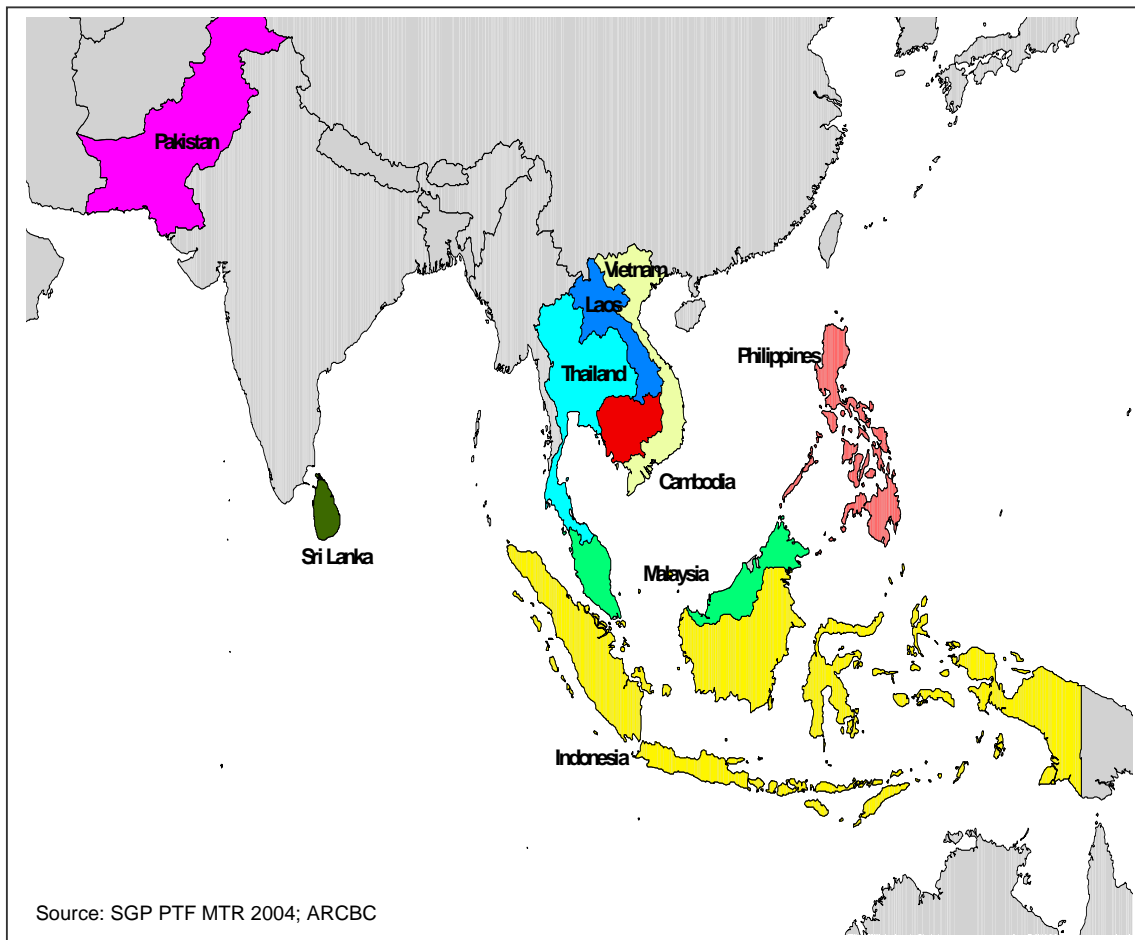 Pakistan
Vietnam
Laos
Philippines
Thailand
Cambodia
Sri Lanka
Malaysia
Indonesia
Source: SGP PTF MTR 2004; ARCBC